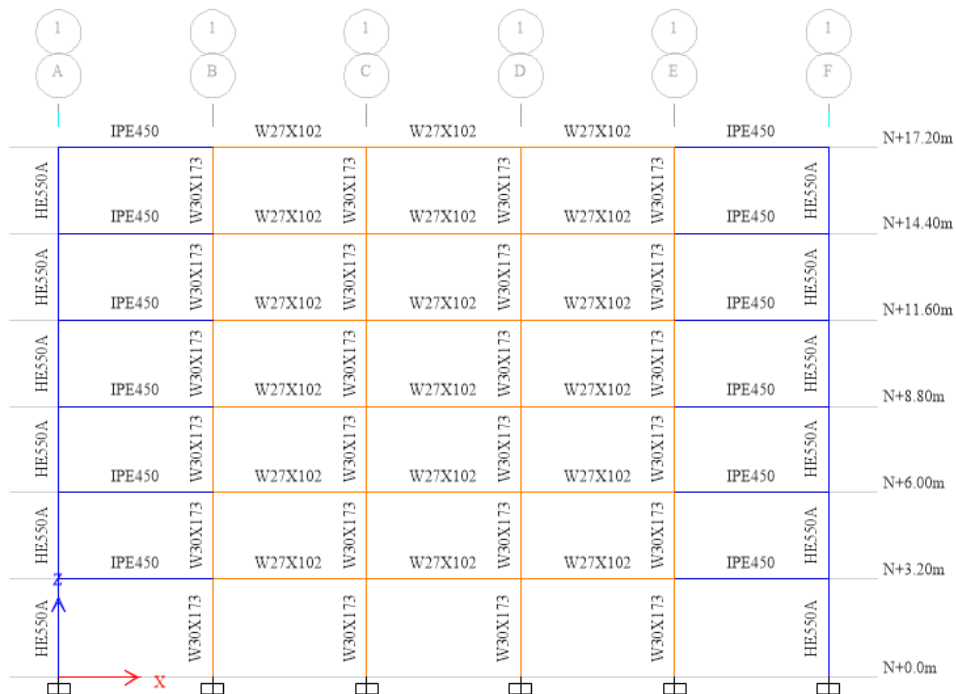 1 1 1 1 1 1
A B C D E F
IPE450 W27X102 W27X102 W27X102 IPE450 N+17.20m
HE550A W30X173 W30X173 W30X173 W30X173 HE550A
IPE450 W27X102 W27X102 W27X102 IPE450 N+14.40m
HE550A W30X173 W30X173 W30X173 W30X173 HE550A
IPE450 W27X102 W27X102 W27X102 IPE450 N+11.60m
HE550A W30X173 W30X173 W30X173 W30X173 HE550A
IPE450 W27X102 W27X102 W27X102 IPE450 N+8.80m
HE550A W30X173 W30X173 W30X173 W30X173 HE550A
IPE450 W27X102 W27X102 W27X102 IPE450 N+6.00m
HE550A W30X173 W30X173 W30X173 W30X173 HE550A
IPE450 W27X102 W27X102 W27X102 IPE450 N+3.20m
Z
HE550A W30X173 W30X173 W30X173 W30X173 HE550A
N+0.0m
X